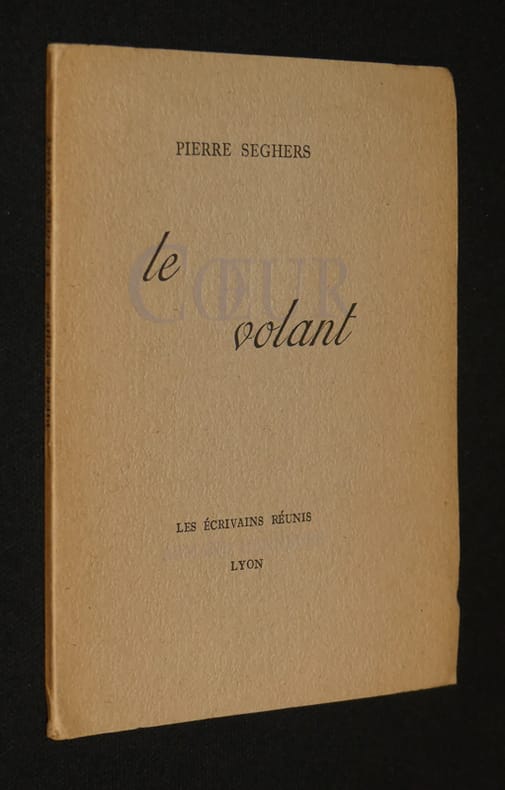 PIERRE SEGHERS
le
CŒUR
volant
LES ÉCRIVAINS RÉUNIS
LYON